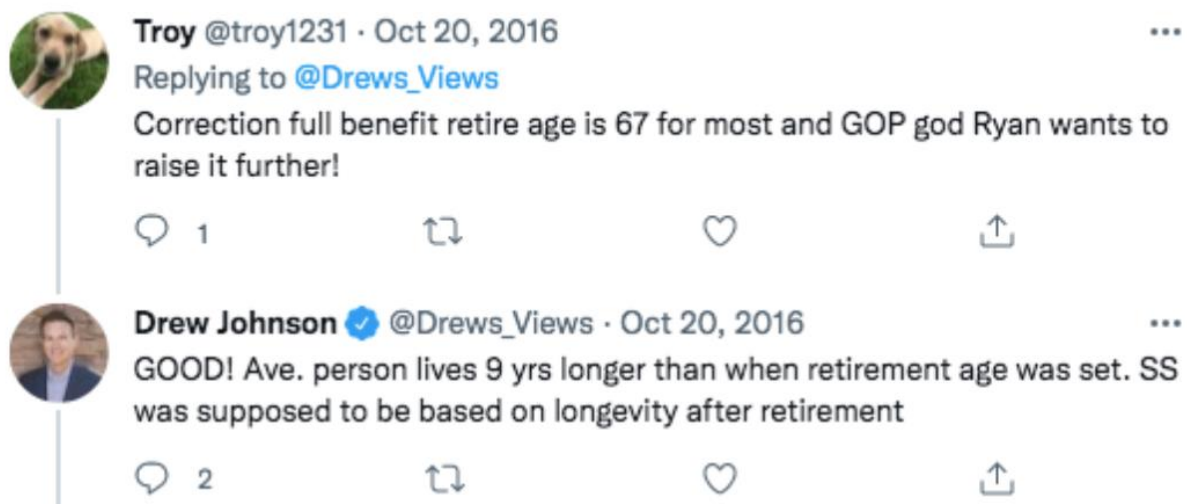 Troy @troy1231 · Oct 20, 2016
Replying to @Drews_Views
Correction full benefit retire age is 67 for most and GOP god Ryan wants to
raise it further!
1
Drew Johnson @Drews_Views · Oct 20, 2016
GOOD! Ave. person lives 9 yrs longer than when retirement age was set. SS
was supposed to be based on longevity after retirement
2